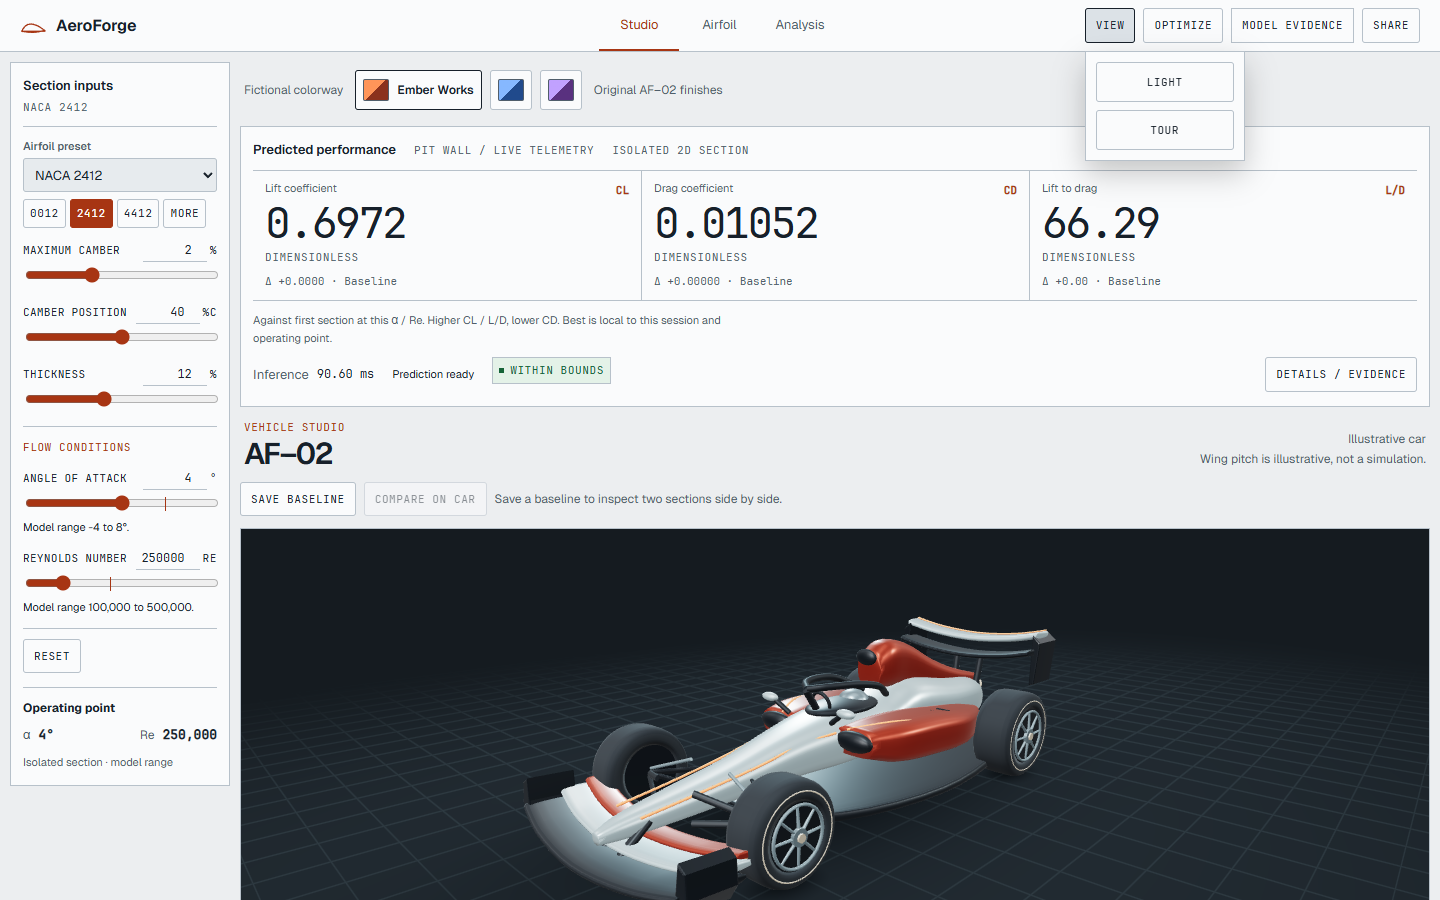 AeroForge
Studio
Airfoil
Analysis
VIEW
OPTIMIZE
MODEL EVIDENCE
SHARE
LIGHT
TOUR
Section inputs
NACA 2412
Airfoil preset
NACA 2412
0012
2412
4412
MORE
MAXIMUM CAMBER 2 %
CAMBER POSITION 40 %C
THICKNESS 12 %
FLOW CONDITIONS
ANGLE OF ATTACK 4 °
Model range -4 to 8°.
REYNOLDS NUMBER 250000 RE
Model range 100,000 to 500,000.
RESET
Operating point
α 4° Re 250,000
Isolated section · model range
Fictional colorway
Ember Works
Original AF–02 finishes
Predicted performance PIT WALL / LIVE TELEMETRY ISOLATED 2D SECTION
Lift coefficient CL
0.6972
DIMENSIONLESS
Δ +0.0000 · Baseline
Drag coefficient CD
0.01052
DIMENSIONLESS
Δ +0.00000 · Baseline
Lift to drag L/D
66.29
DIMENSIONLESS
Δ +0.00 · Baseline
Against first section at this α / Re. Higher CL / L/D, lower CD. Best is local to this session and
operating point.
Inference 90.60 ms Prediction ready WITHIN BOUNDS
DETAILS / EVIDENCE
VEHICLE STUDIO
AF–02
Illustrative car
Wing pitch is illustrative, not a simulation.
SAVE BASELINE
COMPARE ON CAR
Save a baseline to inspect two sections side by side.